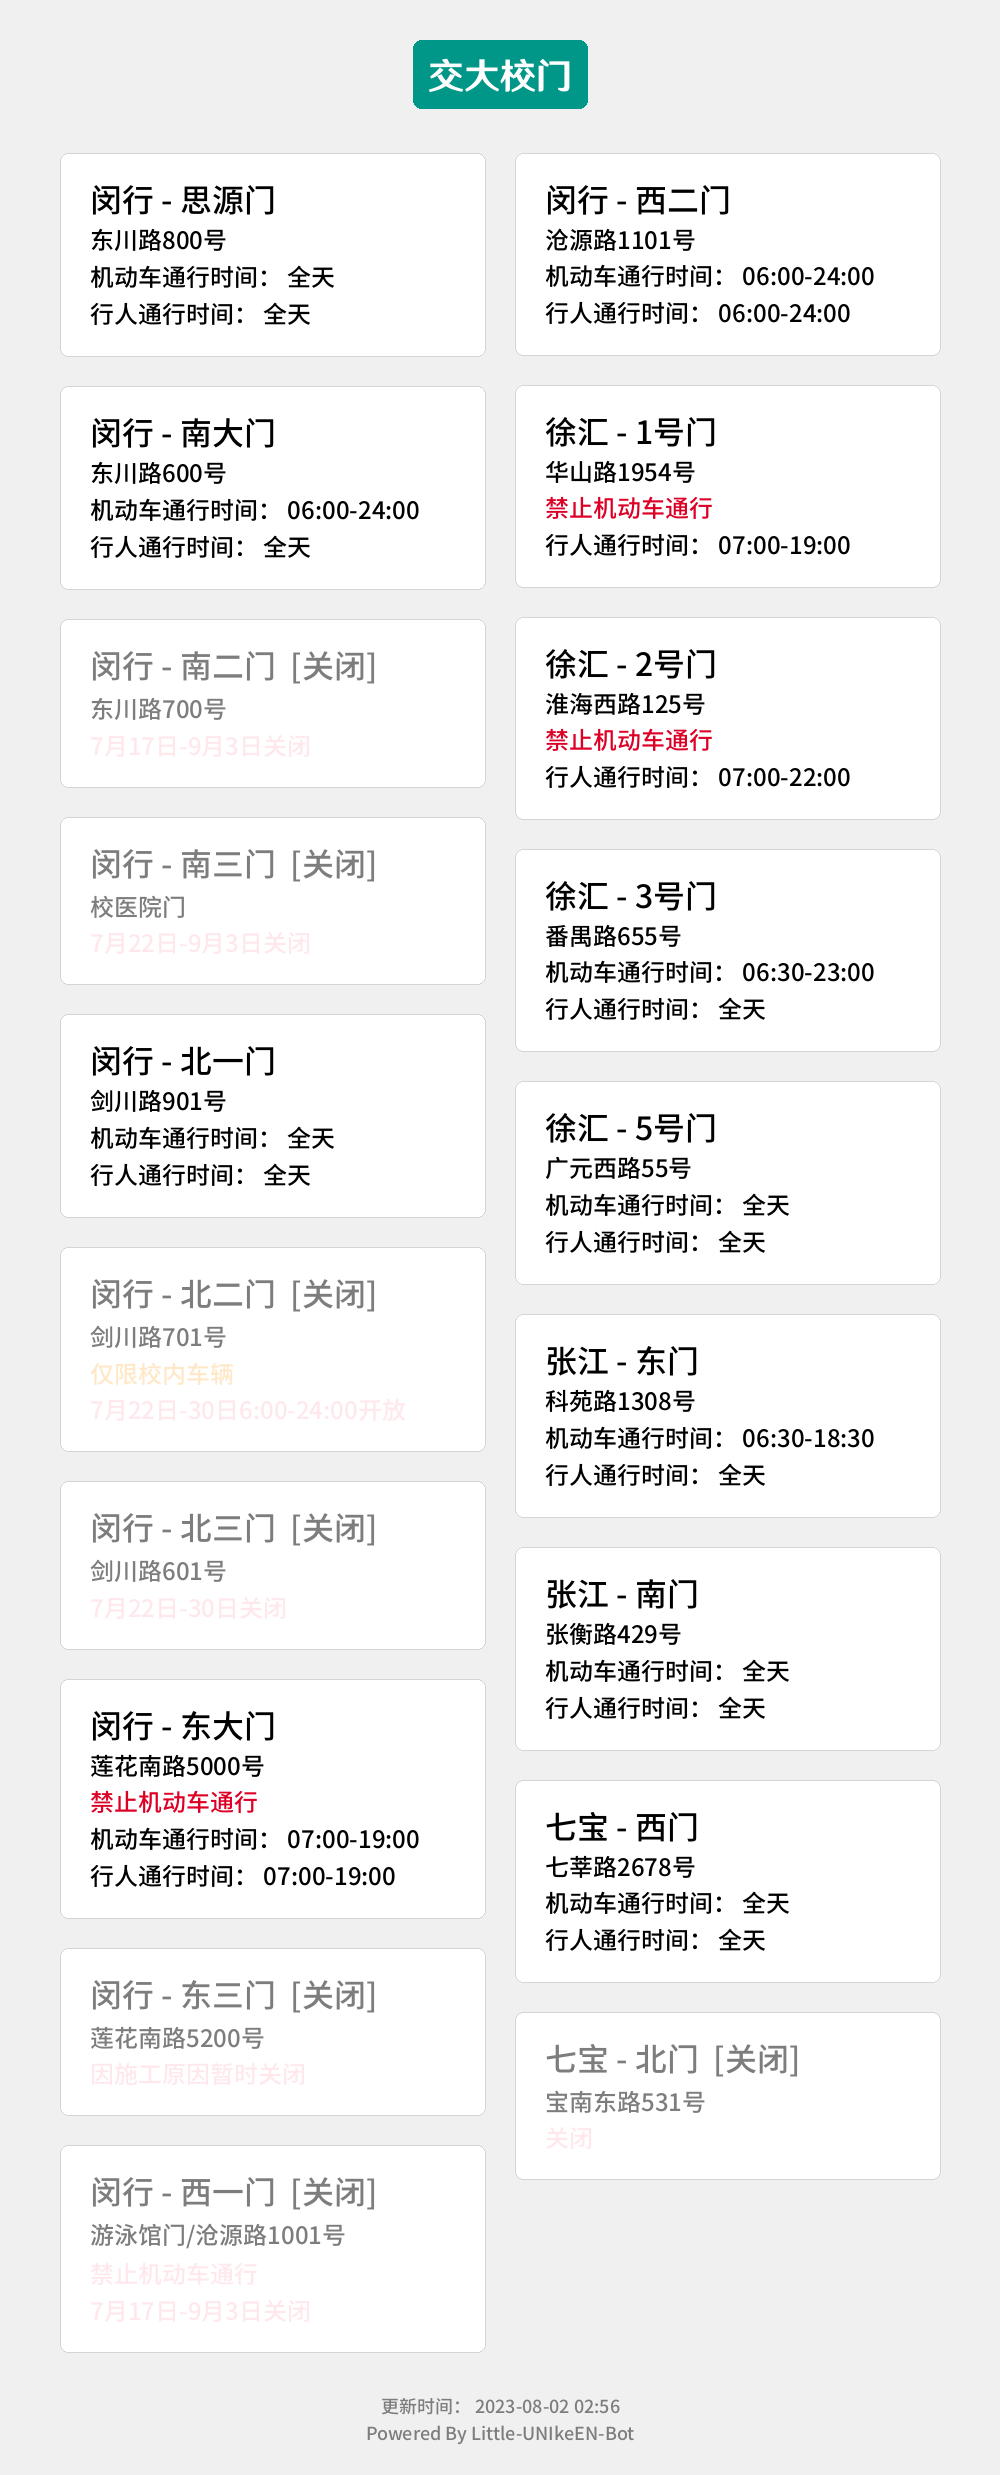 交大校门
闵行 - 思源门
东川路800号
机动车通行时间： 全天
行人通行时间： 全天
闵行 - 南大门
东川路600号
机动车通行时间： 06:00-24:00
行人通行时间： 全天
闵行 - 南二门 [关闭]
东川路700号
7月17日-9月3日关闭
闵行 - 南三门 [关闭]
校医院门
7月22日-9月3日关闭
闵行 - 北一门
剑川路901号
机动车通行时间： 全天
行人通行时间： 全天
闵行 - 北二门 [关闭]
剑川路701号
仅限校内车辆
7月22日-30日6:00-24:00开放
闵行 - 北三门 [关闭]
剑川路601号
7月22日-30日关闭
闵行 - 东大门
莲花南路5000号
禁止机动车通行
机动车通行时间： 07:00-19:00
行人通行时间： 07:00-19:00
闵行 - 东三门 [关闭]
莲花南路5200号
因施工原因暂时关闭
闵行 - 西一门 [关闭]
游泳馆门/沧源路1001号
禁止机动车通行
7月17日-9月3日关闭
闵行 - 西二门
沧源路1101号
机动车通行时间： 06:00-24:00
行人通行时间： 06:00-24:00
徐汇 - 1号门
华山路1954号
禁止机动车通行
行人通行时间： 07:00-19:00
徐汇 - 2号门
淮海西路125号
禁止机动车通行
行人通行时间： 07:00-22:00
徐汇 - 3号门
番禺路655号
机动车通行时间： 06:30-23:00
行人通行时间： 全天
徐汇 - 5号门
广元西路55号
机动车通行时间： 全天
行人通行时间： 全天
张江 - 东门
科苑路1308号
机动车通行时间： 06:30-18:30
行人通行时间： 全天
张江 - 南门
张衡路429号
机动车通行时间： 全天
行人通行时间： 全天
七宝 - 西门
七莘路2678号
机动车通行时间： 全天
行人通行时间： 全天
七宝 - 北门 [关闭]
宝南东路531号
关闭
更新时间： 2023-08-02 02:56
Powered By Little-UNIkeEN-Bot